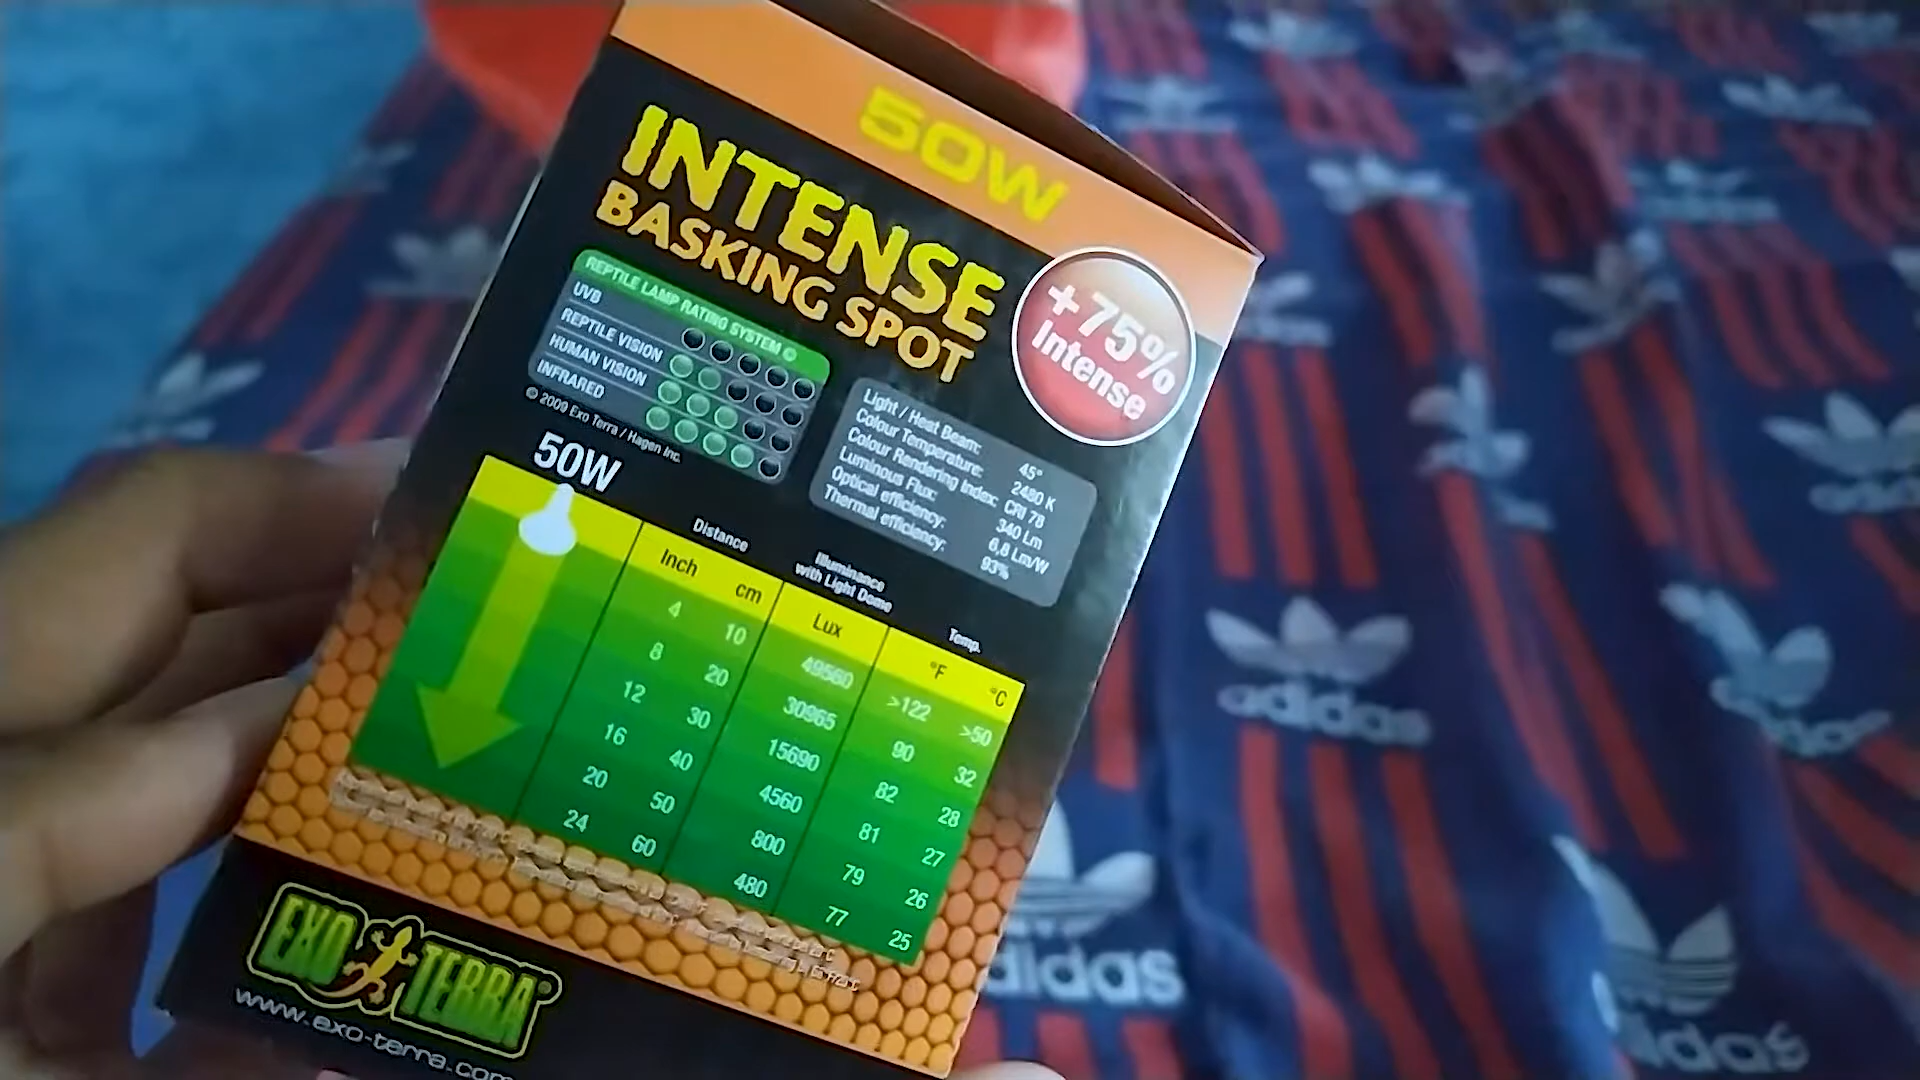 50W
INTENSE
BASKING SPOT
+75%
Intense
REPTILE LAMP RATING SYSTEM ©
UVB
REPTILE VISION
HUMAN VISION
INFRARED
© 2009 Exo Terra / Hagen Inc.
Light / Heat Beam: 45°
Colour Temperature: 2480 K
Colour Rendering Index: CRI 78
Luminous Flux: 340 Lm
Optical efficiency: 6,8 Lm/W
Thermal efficiency: 93%
50W
Distance
Illuminance
with Light Dome
Temp.
Inch cm Lux °F °C
4 10 49560 >122 >50
8 20 30965 90 32
12 30 15690 82 28
16 40 4560 81 27
20 50 800 79 26
24 60 480 77 25
EXO TERRA®
www.exo-terra.com
adidas
adidas
adidas
adidas